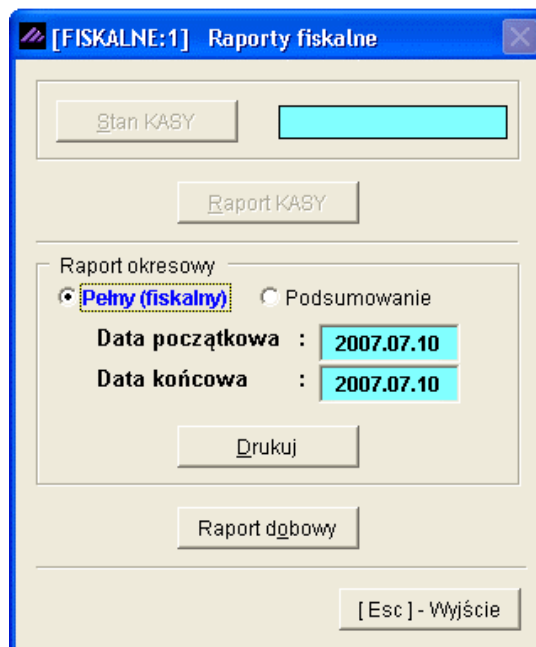 [FISKALNE:1] Raporty fiskalne
Stan KASY
Raport KASY
Raport okresowy
Pełny (fiskalny) Podsumowanie
Data początkowa : 2007.07.10
Data końcowa : 2007.07.10
Drukuj
Raport dobowy
[ Esc ] - Wyjście